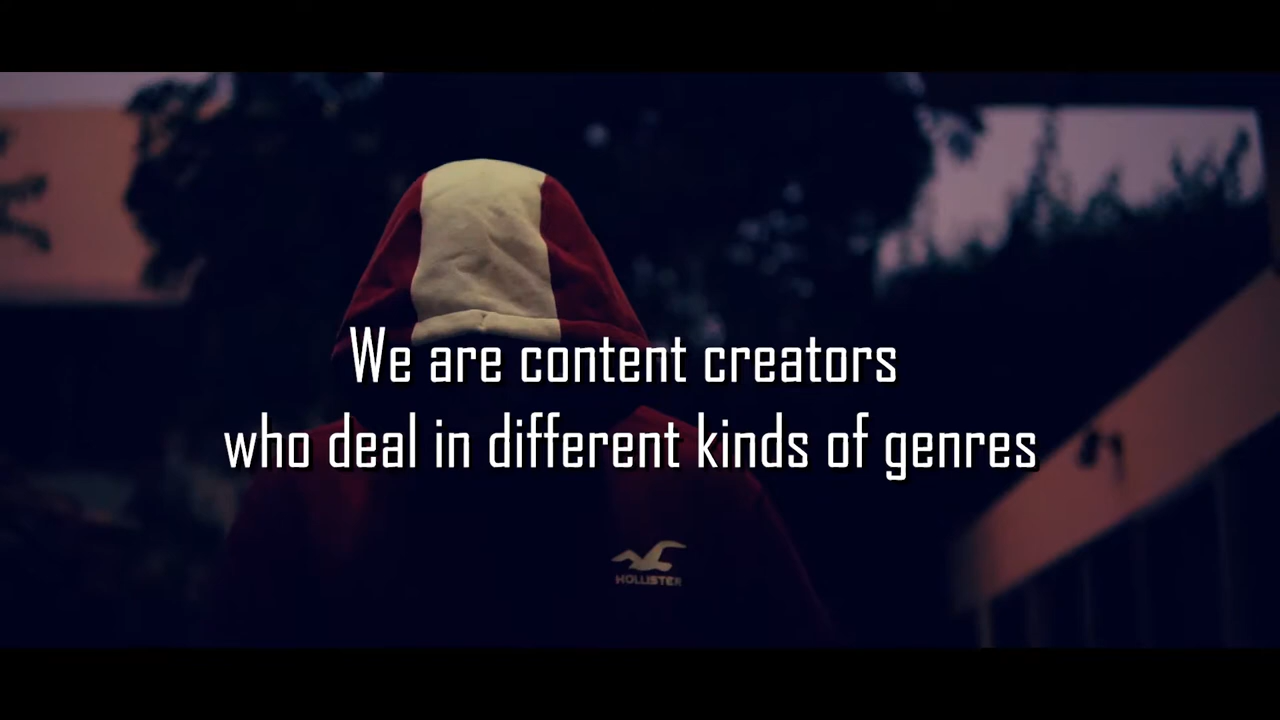 We are content creators
who deal in different kinds of genres
HOLLISTER